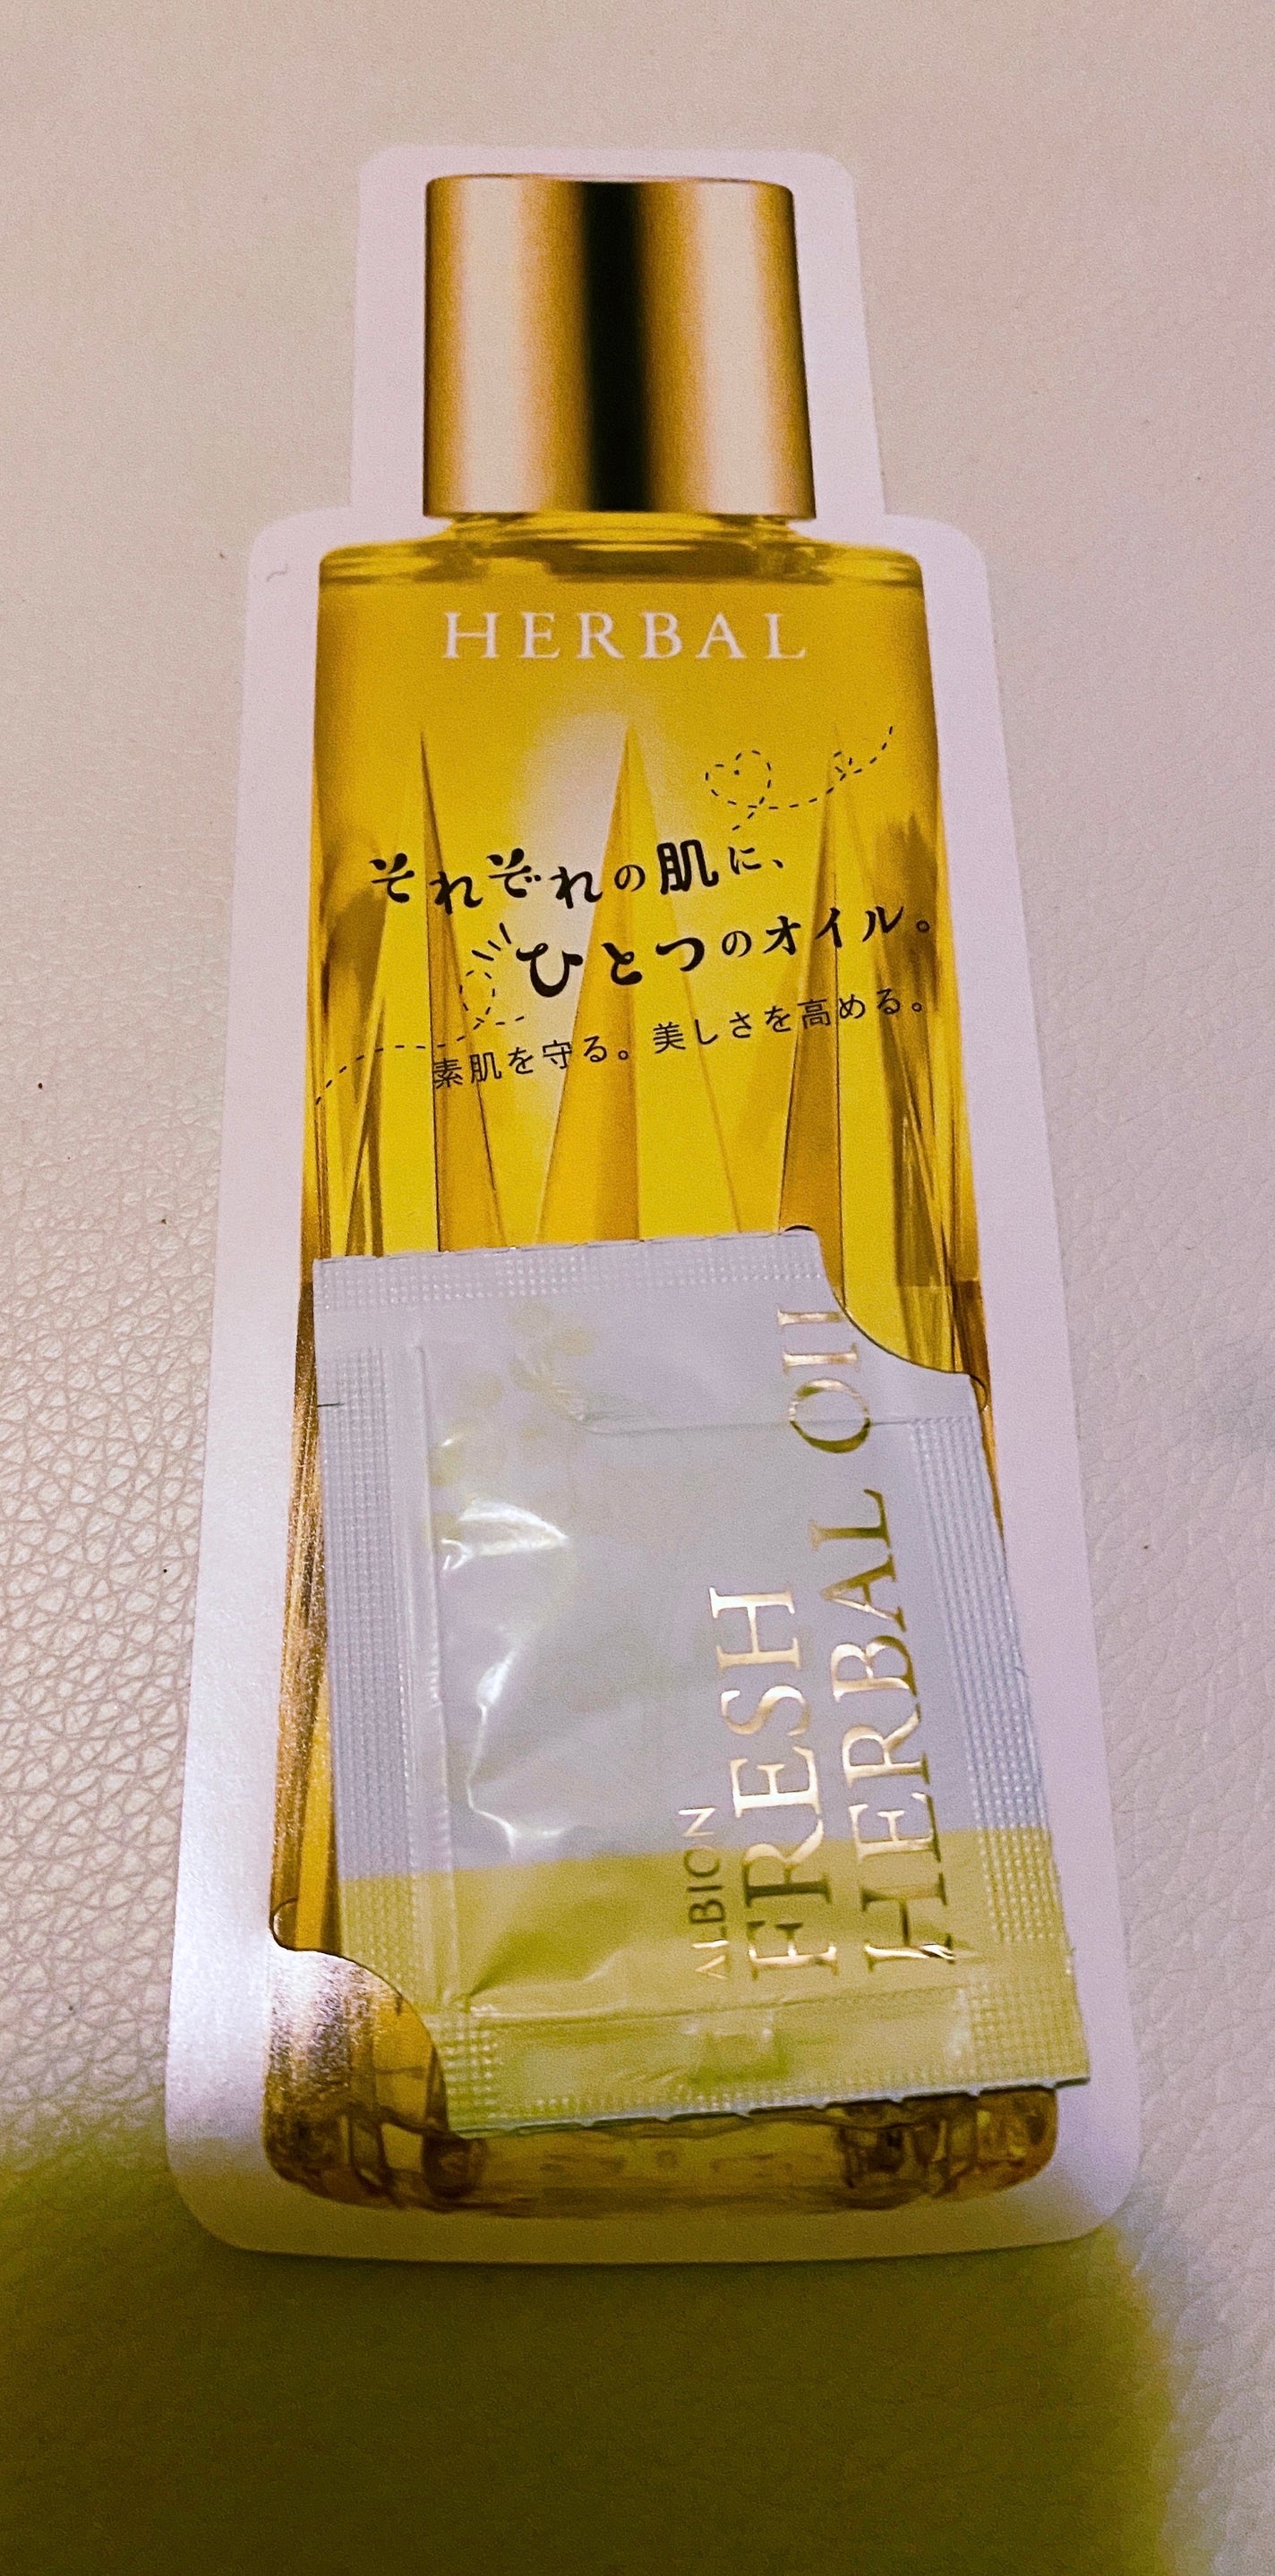 HERBAL
それぞれの肌に、
ひとつのオイル。
素肌を守る。美しさを高める。
ALBION
FRESH
HERBAL OIL